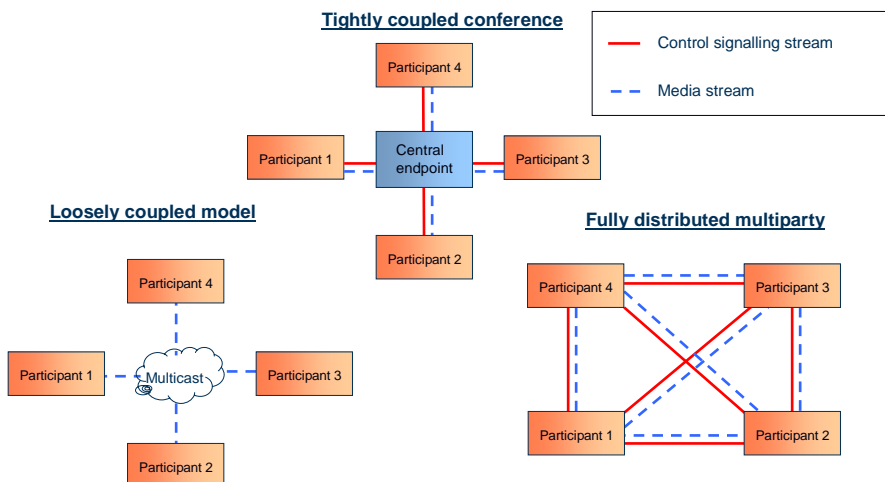 Tightly coupled conference
Control signalling stream
Media stream
Participant 4
Participant 1
Central
endpoint
Participant 3
Participant 2
Loosely coupled model
Participant 4
Participant 1
Multicast
Participant 3
Participant 2
Fully distributed multiparty
Participant 4
Participant 3
Participant 1
Participant 2